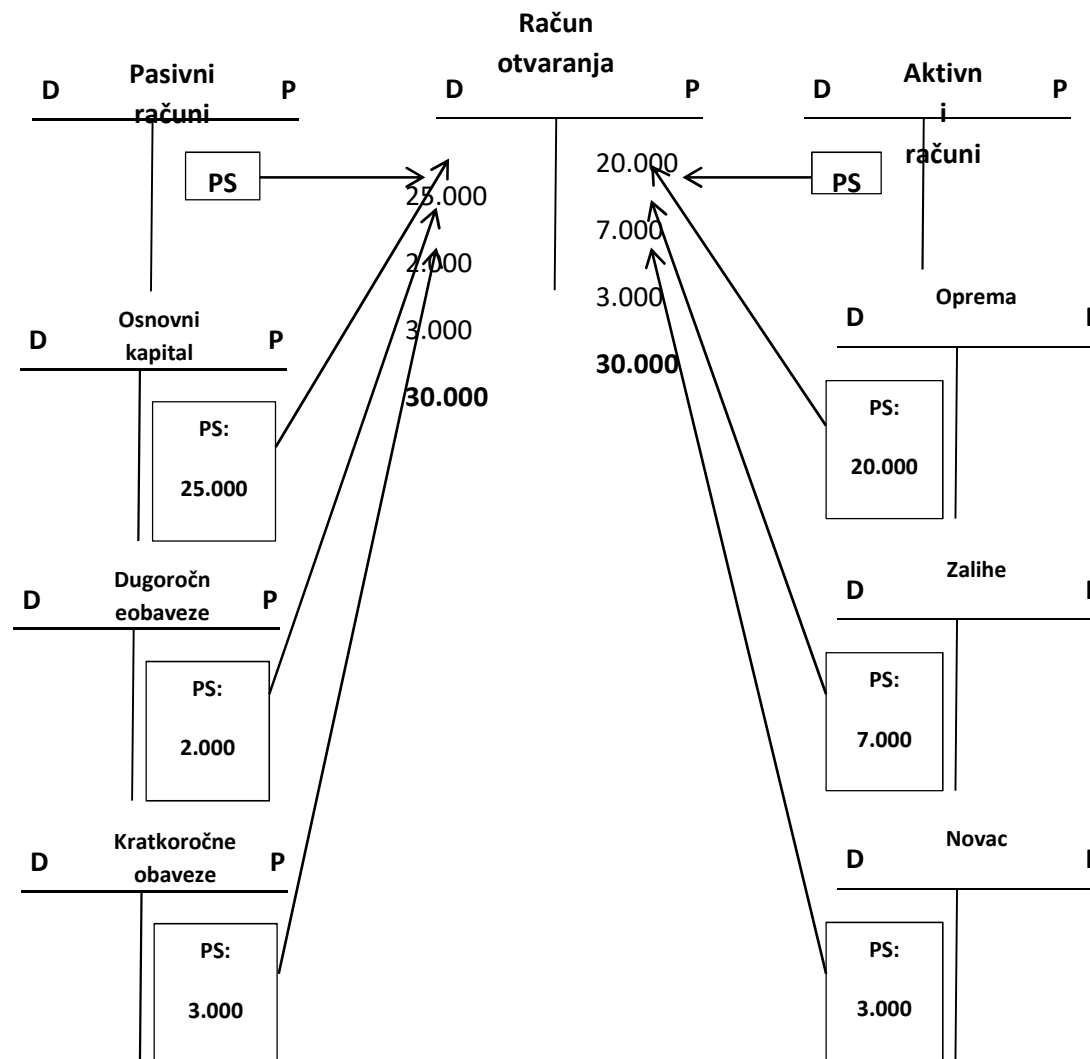 Račun
otvaranja
D P
Pasivni
računi
D P
Aktivn
i
računi
D P
PS
25.000
2.000
3.000
30.000
20.000
7.000
3.000
30.000
PS
Osnovni
kapital
D P
PS:
25.000
Oprema
D
PS:
20.000
Dugoročn
eobaveze
D P
PS:
2.000
Zalihe
D
PS:
7.000
Kratkoročne
obaveze
D P
PS:
3.000
Novac
D
PS:
3.000